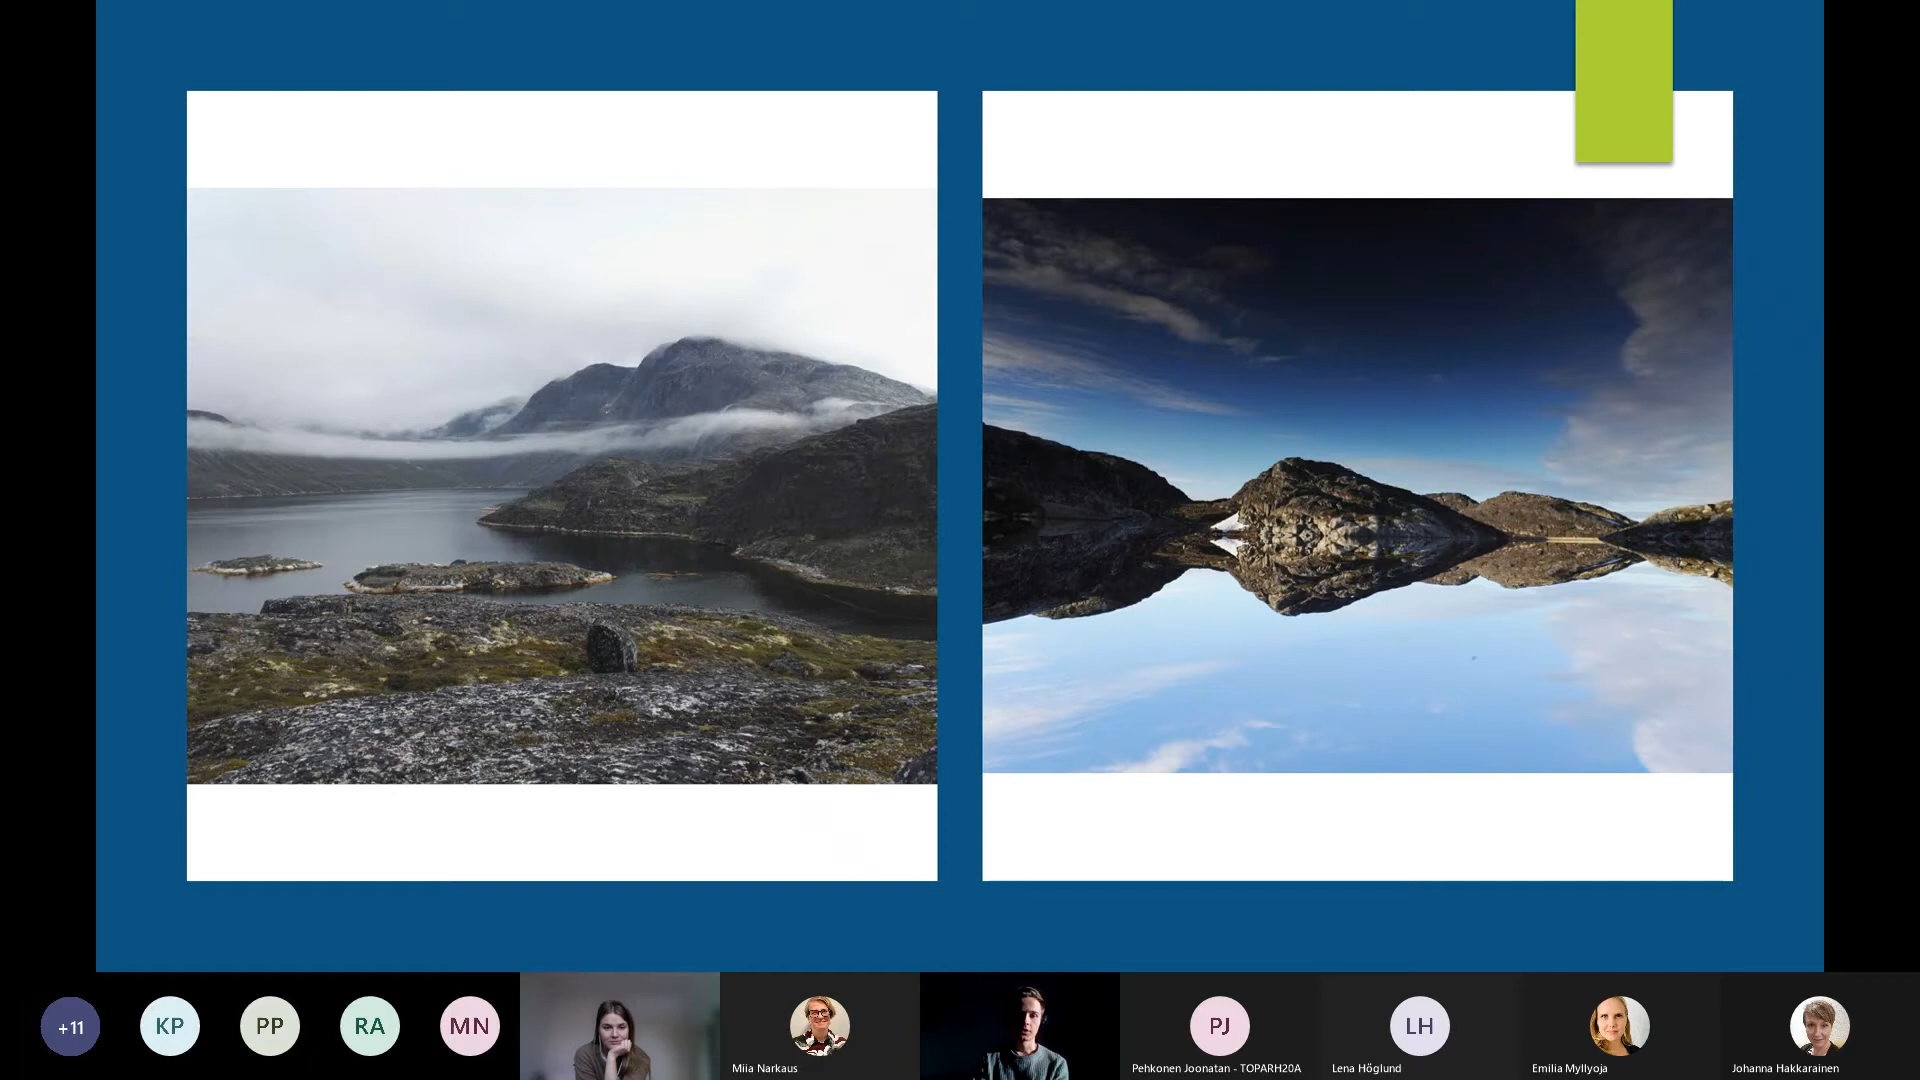 +11
KP
PP
RA
MN
PJ
LH
Miia Narkaus
Pehkonen Joonatan - TOPARH20A
Lena Höglund
Emilia Myllyoja
Johanna Hakkarainen